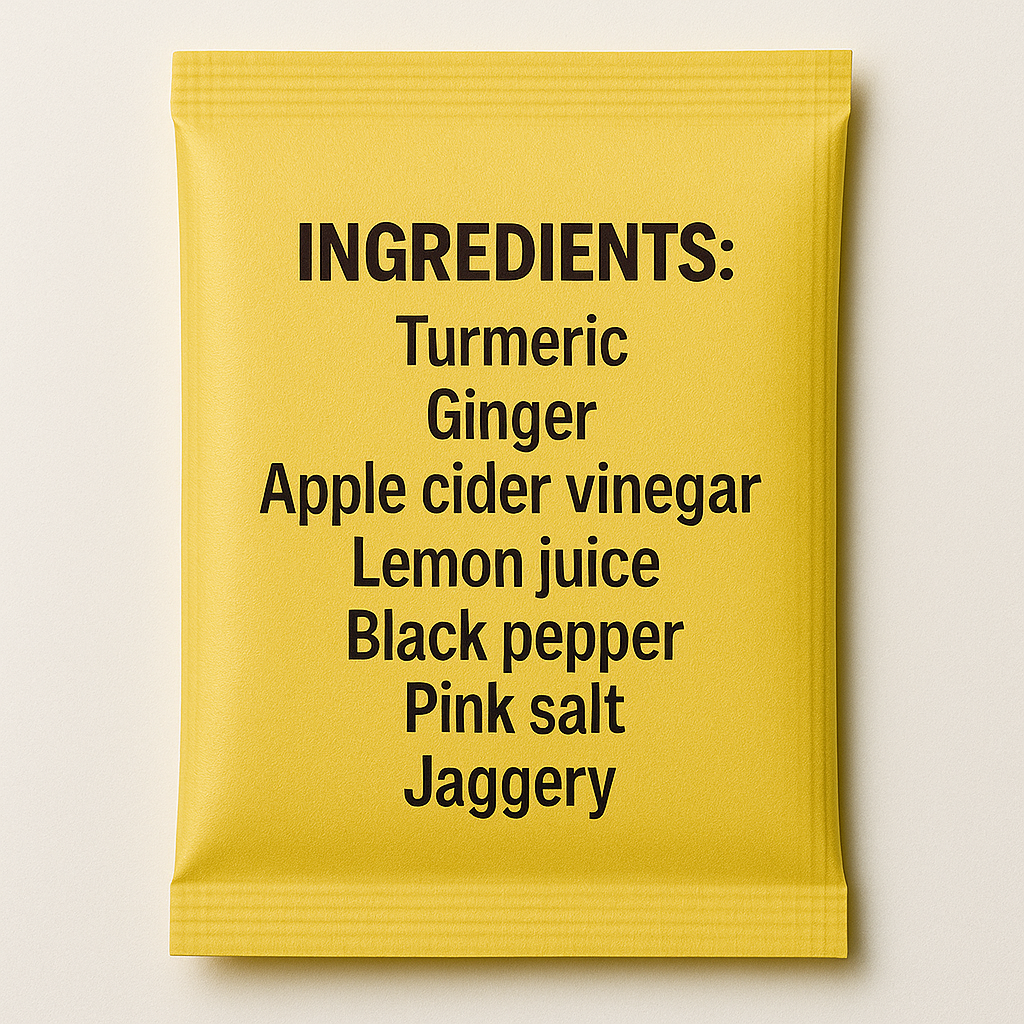 INGREDIENTS:
Turmeric
Ginger
Apple cider vinegar
Lemon juice
Black pepper
Pink salt
Jaggery